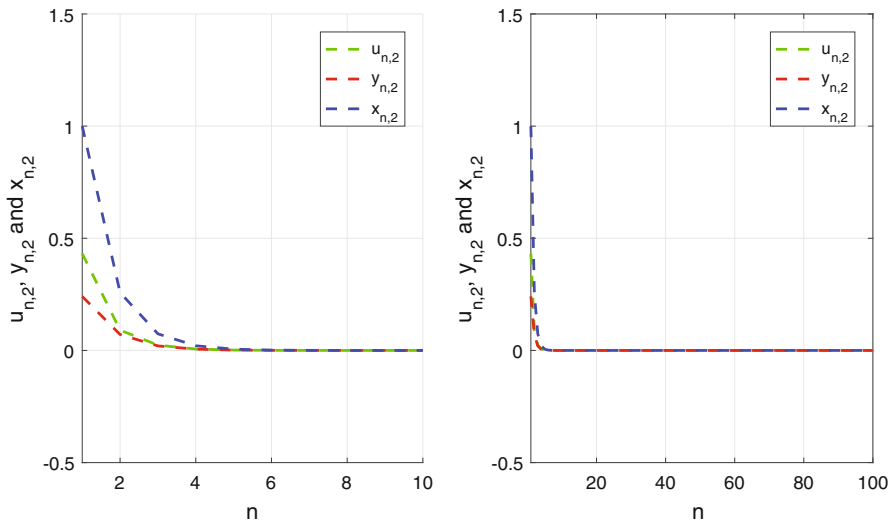 1.5
1
0.5
0
-0.5
2
4
6
8
10
n
u_{n,2}, y_{n,2} and x_{n,2}
u_{n,2}
y_{n,2}
x_{n,2}
1.5
1
0.5
0
-0.5
20
40
60
80
100
n
u_{n,2}, y_{n,2} and x_{n,2}
u_{n,2}
y_{n,2}
x_{n,2}